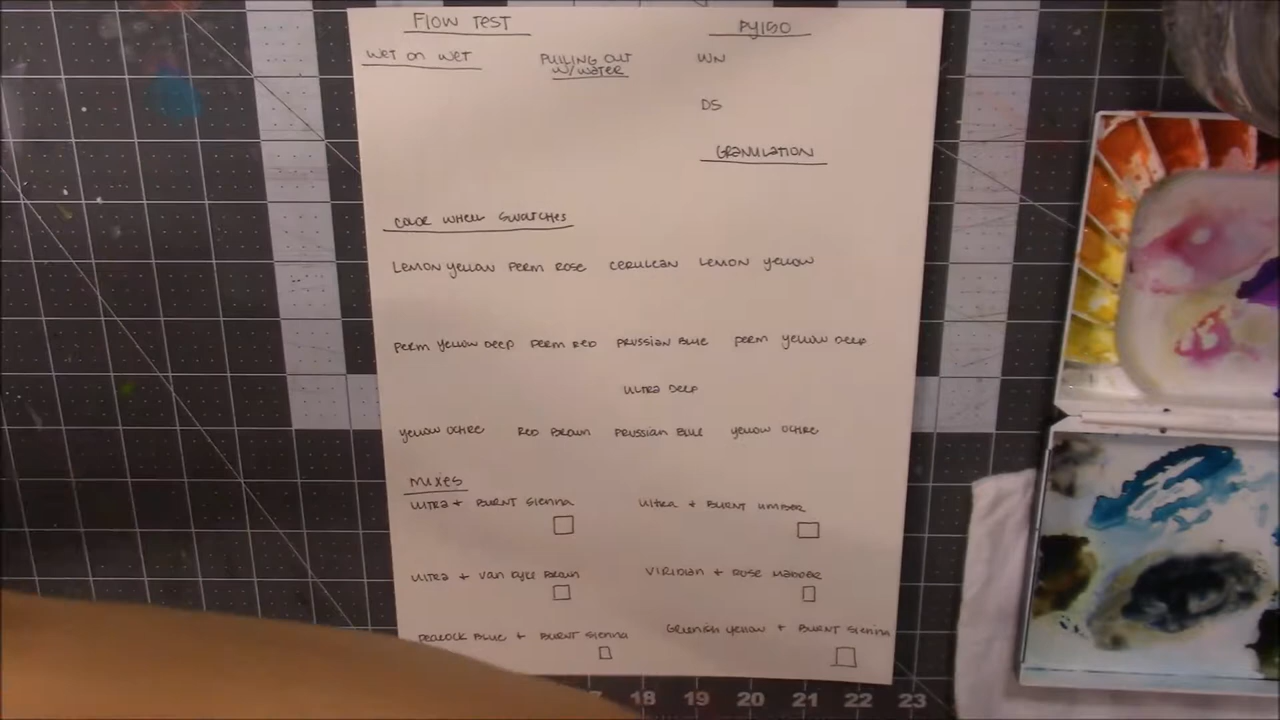 FLOW TEST
PY150
WET ON WET
PULLING OUT
W/WATER
WN
DS
GRANULATION
COLOR WHEEL SWATCHES
LEMON YELLOW PERM ROSE CERULEAN LEMON YELLOW
PERM YELLOW DEEP PERM RED PRUSSIAN BLUE PERM YELLOW DEEP
ULTRA DEEP
YELLOW OCHRE RED BROWN PRUSSIAN BLUE YELLOW OCHRE
MIXES
ULTRA + BURNT SIENNA
ULTRA + BURNT UMBER
ULTRA + VAN DYKE BROWN
VIRIDIAN + ROSE MADDER
PEACOCK BLUE + BURNT SIENNA
GREENISH YELLOW + BURNT SIENNA
17 18 19 20 21 22 23